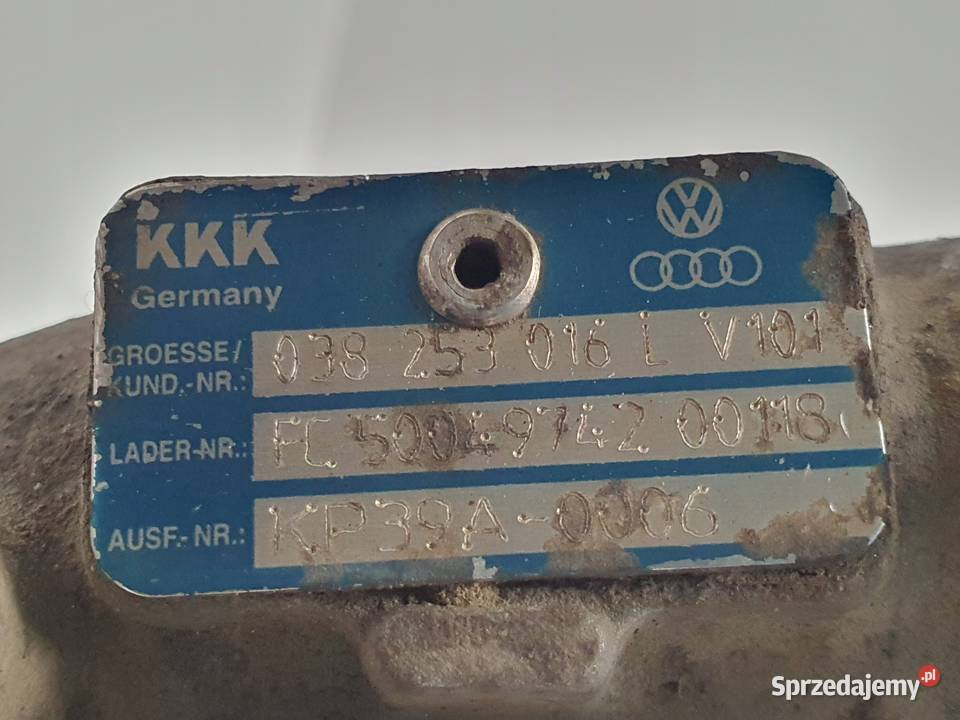 KKK
Germany
GROESSE/
KUND.-NR.: 038 253 016 L V101
LADER-NR.: FC 50049742 00118
AUSF.-NR.: KP39A-0006
Sprzedajemy.pl